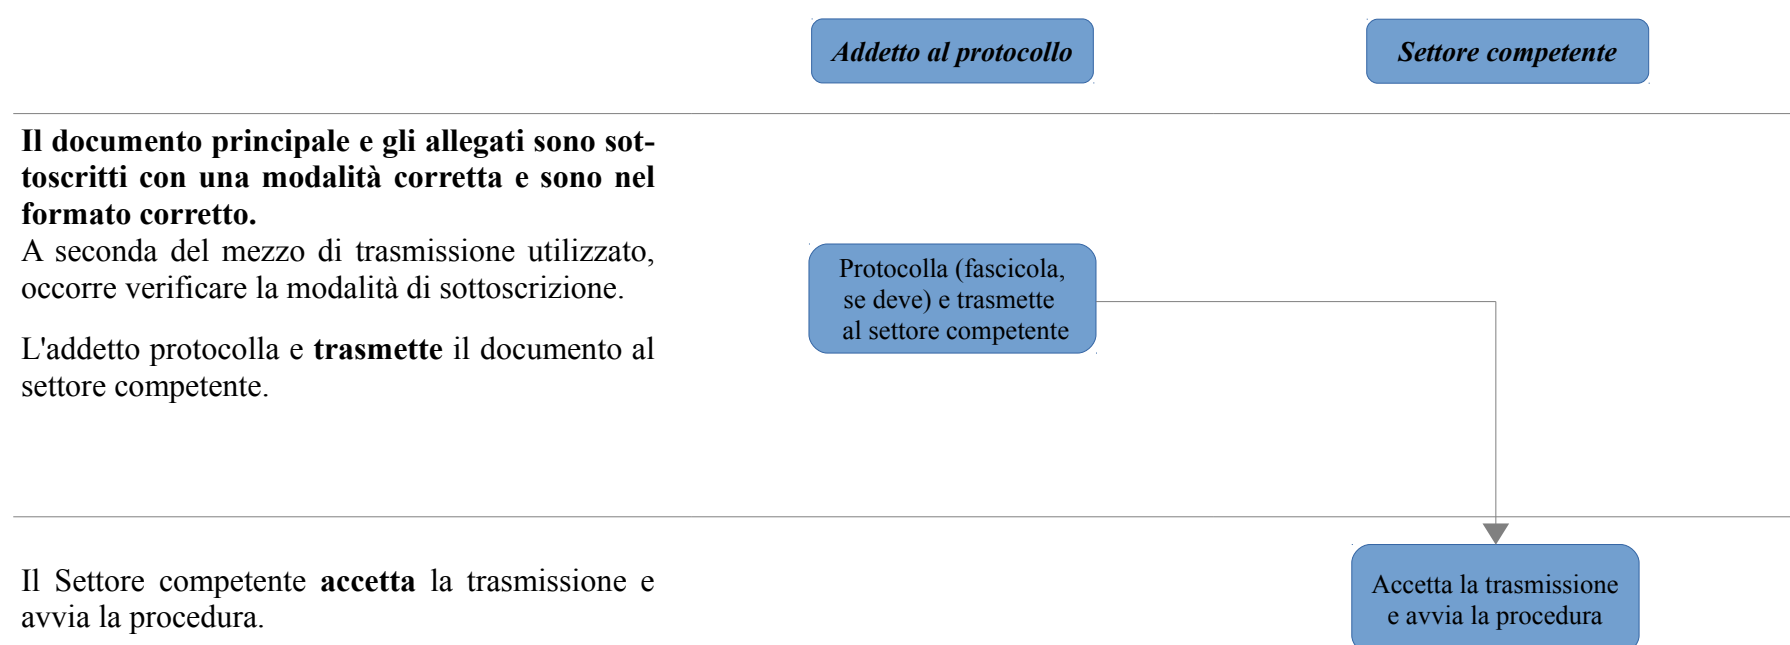 Addetto al protocollo
Settore competente
Il documento principale e gli allegati sono sot-
toscritti con una modalità corretta e sono nel
formato corretto.
A seconda del mezzo di trasmissione utilizzato,
occorre verificare la modalità di sottoscrizione.
L'addetto protocolla e trasmette il documento al
settore competente.
Protocolla (fascicola,
se deve) e trasmette
al settore competente
Il Settore competente accetta la trasmissione e
avvia la procedura.
Accetta la trasmissione
e avvia la procedura